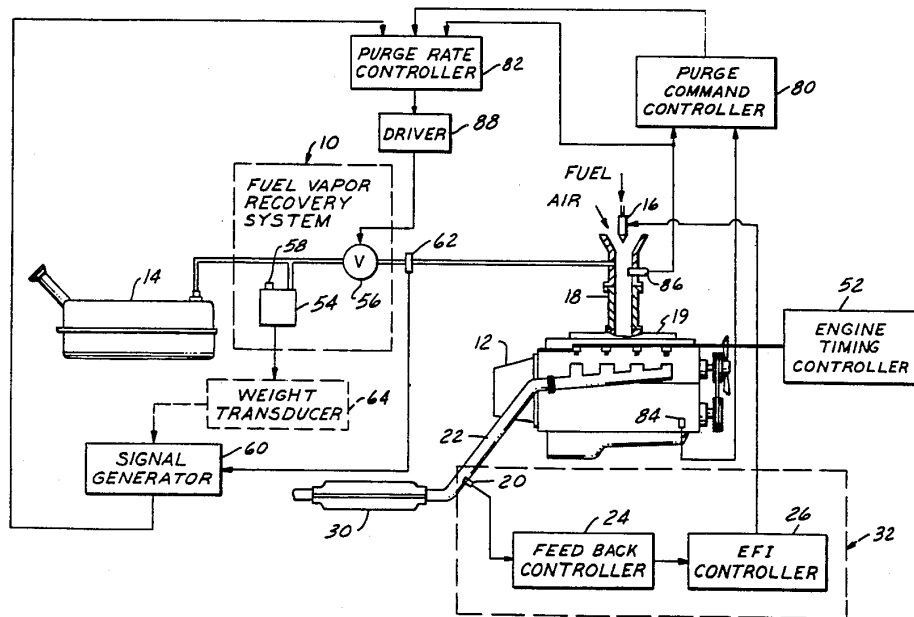 PURGE RATE
CONTROLLER
82
PURGE
COMMAND
CONTROLLER
80
DRIVER
88
10
FUEL VAPOR
RECOVERY
SYSTEM
FUEL
AIR
16
58
62
V
56
54
14
86
18
19
52
ENGINE
TIMING
CONTROLLER
12
WEIGHT
TRANSDUCER
64
84
22
SIGNAL
GENERATOR
60
20
30
24
26
32
FEED BACK
CONTROLLER
EFI
CONTROLLER